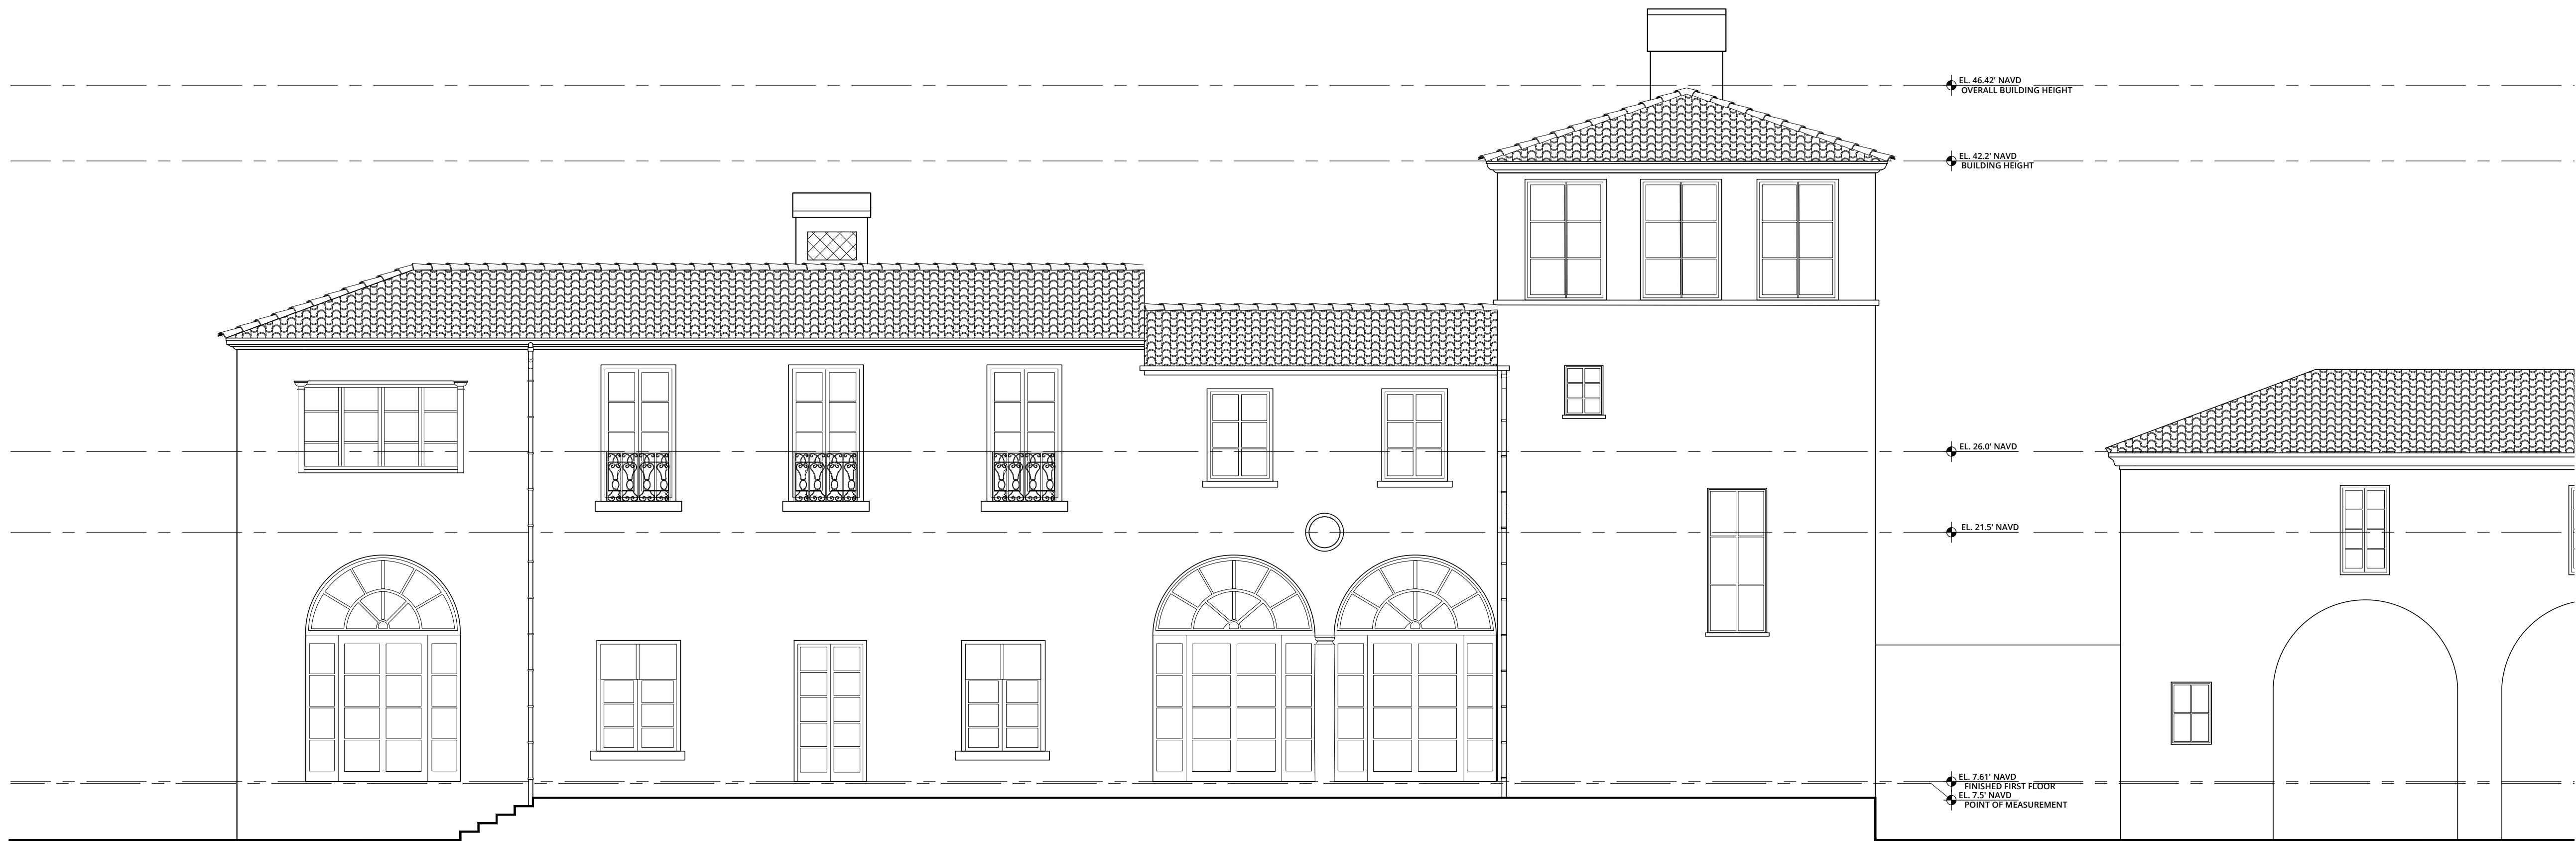 EL. 46.42' NAVD
OVERALL BUILDING HEIGHT
EL. 42.2' NAVD
BUILDING HEIGHT
EL. 26.0' NAVD
EL. 21.5' NAVD
EL. 7.61' NAVD
FINISHED FIRST FLOOR
EL. 7.5' NAVD
POINT OF MEASUREMENT